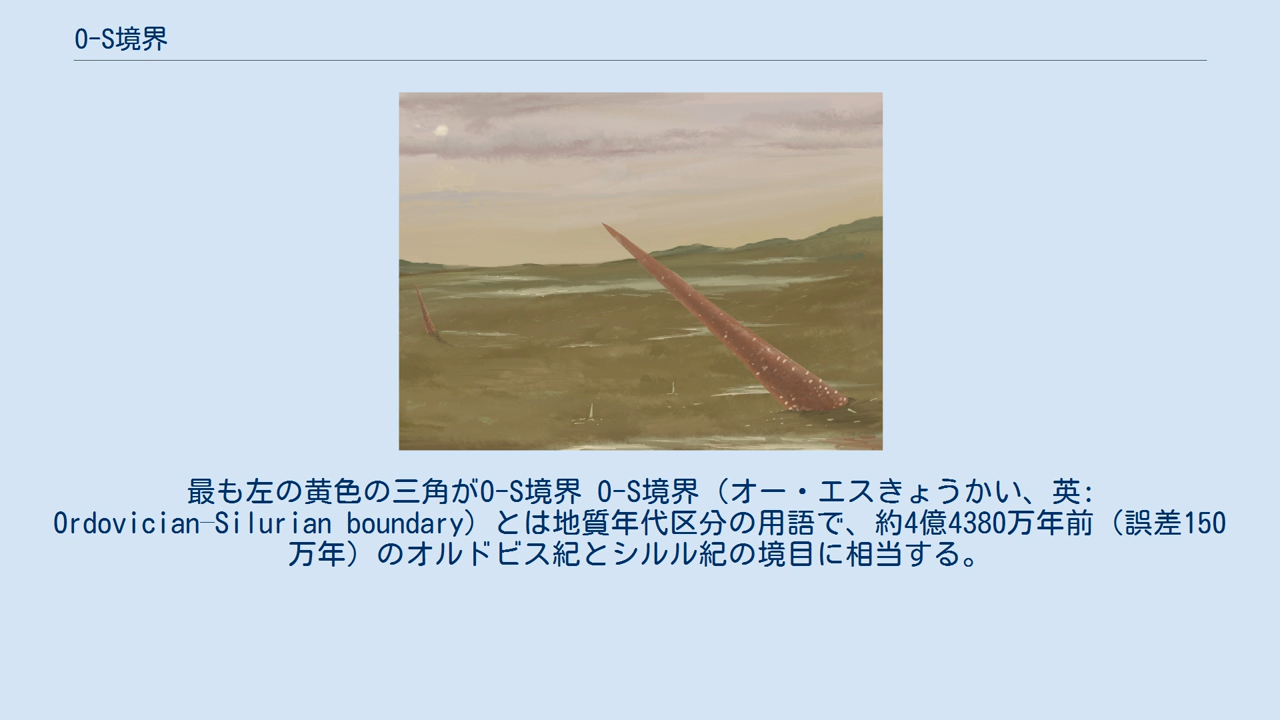 O-S境界
最も左の黄色の三角がO-S境界 O-S境界（オー・エスきょうかい、英:
Ordovician–Silurian boundary）とは地質年代区分の用語で、約4億4380万年前（誤差150
万年）のオルドビス紀とシルル紀の境目に相当する。